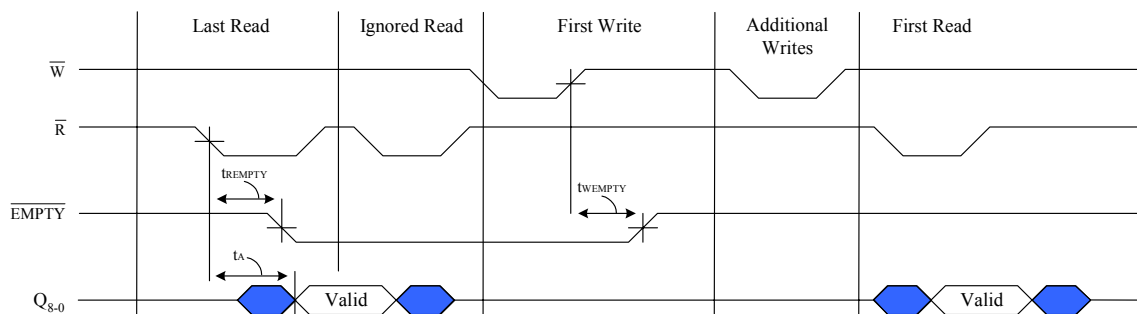 Last Read
Ignored Read
First Write
Additional
Writes
First Read
W
R
tREMPTY
tWEMPTY
EMPTY
tA
Q8-0
Valid
Valid